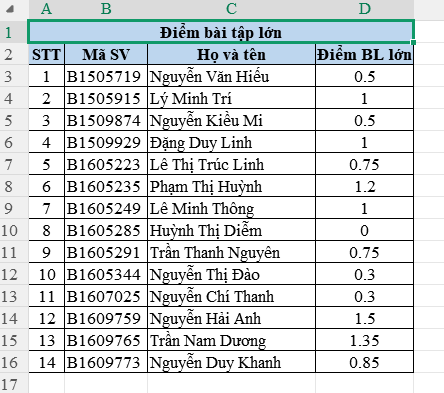 A B C D
1 Điểm bài tập lớn
2 STT Mã SV Họ và tên Điểm BL lớn
3 1 B1505719 Nguyễn Văn Hiếu 0.5
4 2 B1505915 Lý Minh Trí 1
5 3 B1509874 Nguyễn Kiều Mi 0.5
6 4 B1509929 Đặng Duy Linh 1
7 5 B1605223 Lê Thị Trúc Linh 0.75
8 6 B1605235 Phạm Thị Huỳnh 1.2
9 7 B1605249 Lê Minh Thông 1
10 8 B1605285 Huỳnh Thị Diễm 0
11 9 B1605291 Trần Thanh Nguyên 0.75
12 10 B1605344 Nguyễn Thị Đào 0.3
13 11 B1607025 Nguyễn Chí Thanh 0.3
14 12 B1609759 Nguyễn Hải Anh 1.5
15 13 B1609765 Trần Nam Dương 1.35
16 14 B1609773 Nguyễn Duy Khanh 0.85
17